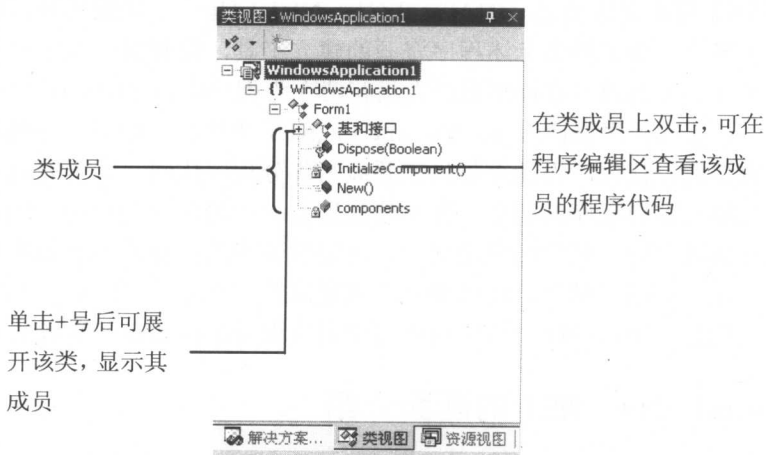 类视图 - WindowsApplication1
WindowsApplication1
{} WindowsApplication1
Form1
基和接口
Dispose(Boolean)
InitializeComponent()
New()
components
类成员
在类成员上双击，可在
程序编辑区查看该成
员的程序代码
单击+号后可展
开该类，显示其
成员
解决方案...
类视图
资源视图